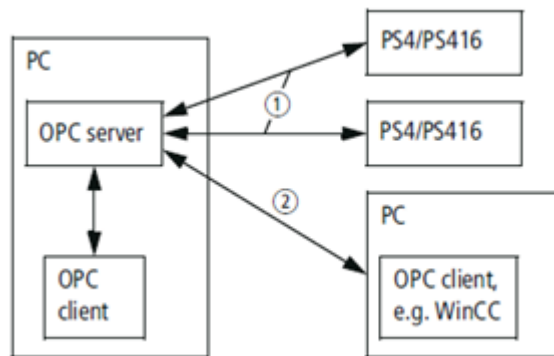 PC
OPC server
OPC
client
①
②
PS4/PS416
PS4/PS416
PC
OPC client,
e.g. WinCC